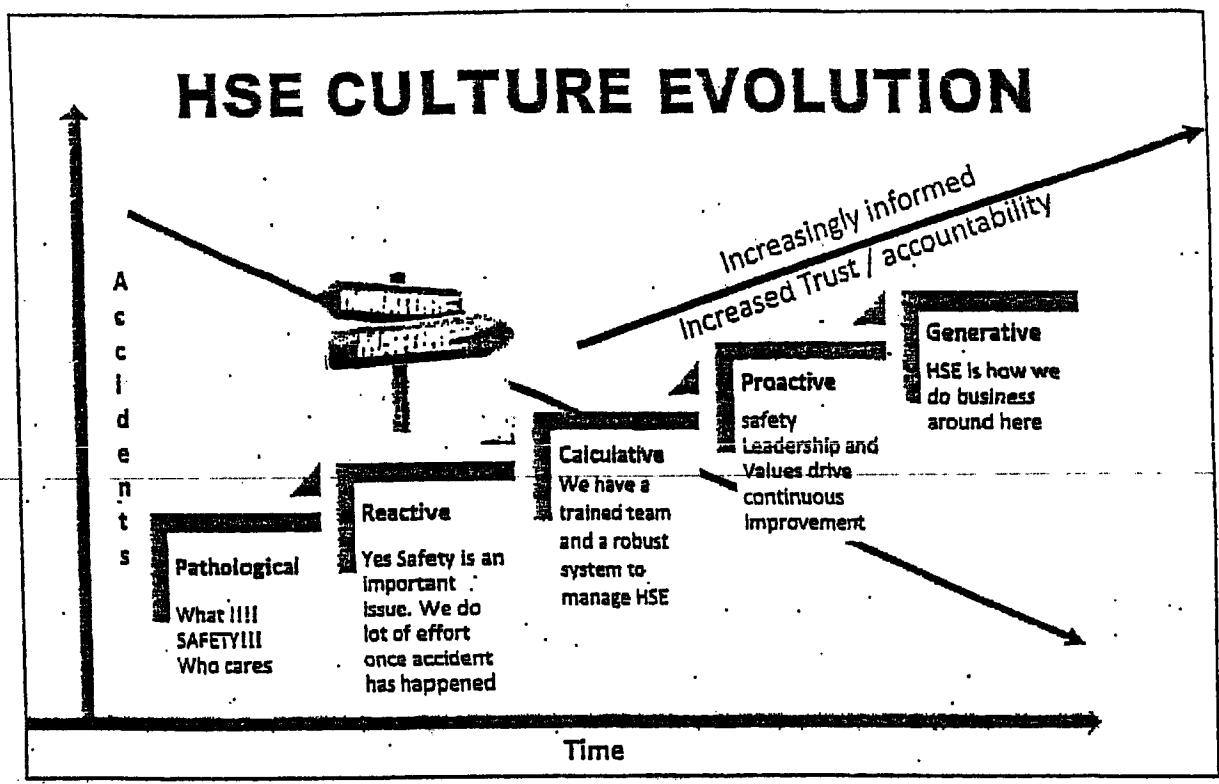 HSE CULTURE EVOLUTION
Accidents
Increasingly informed
Increased Trust / accountability
Pathological
What !!!!
SAFETY!!!
Who cares
Reactive
Yes Safety is an
important
issue. We do
lot of effort
once accident
has happened
Calculative
We have a
trained team
and a robust
system to
manage HSE
Proactive
safety
Leadership and
Values drive
continuous
improvement
Generative
HSE is how we
do business
around here
Time